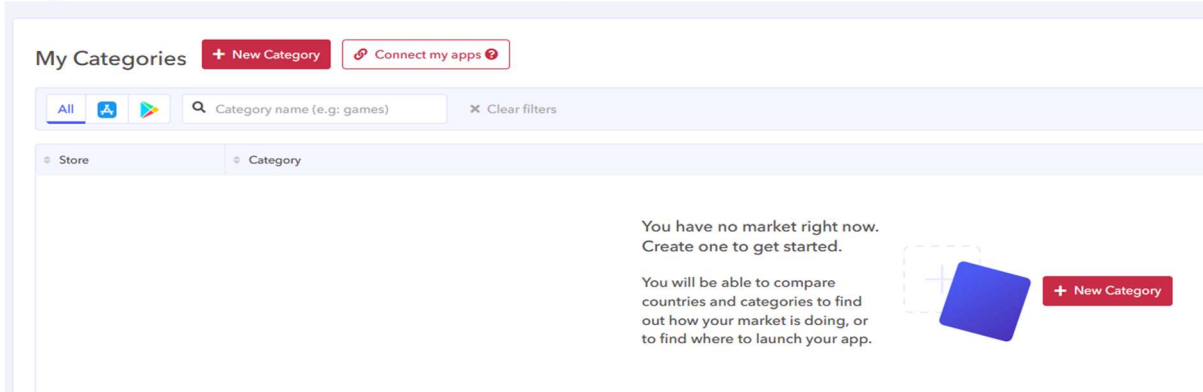 My Categories
+ New Category
Connect my apps
All
Category name (e.g: games)
× Clear filters
Store
Category
You have no market right now.
Create one to get started.
You will be able to compare
countries and categories to find
out how your market is doing, or
to find where to launch your app.
+ New Category